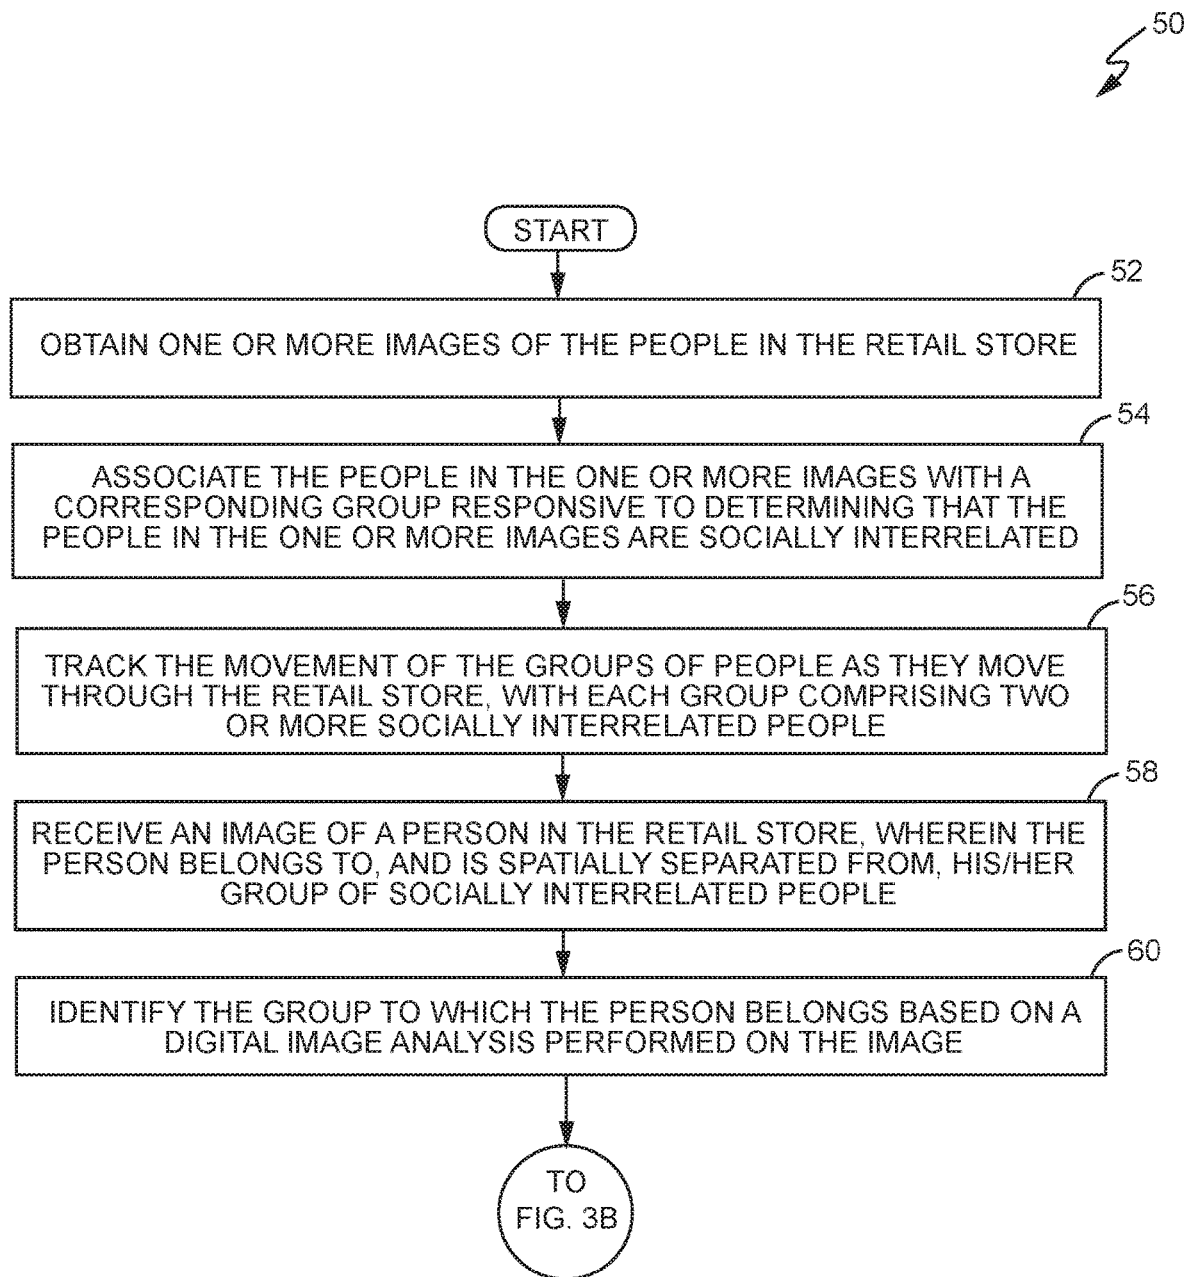 50
START
52
OBTAIN ONE OR MORE IMAGES OF THE PEOPLE IN THE RETAIL STORE
54
ASSOCIATE THE PEOPLE IN THE ONE OR MORE IMAGES WITH A
CORRESPONDING GROUP RESPONSIVE TO DETERMINING THAT THE
PEOPLE IN THE ONE OR MORE IMAGES ARE SOCIALLY INTERRELATED
56
TRACK THE MOVEMENT OF THE GROUPS OF PEOPLE AS THEY MOVE
THROUGH THE RETAIL STORE, WITH EACH GROUP COMPRISING TWO
OR MORE SOCIALLY INTERRELATED PEOPLE
58
RECEIVE AN IMAGE OF A PERSON IN THE RETAIL STORE, WHEREIN THE
PERSON BELONGS TO, AND IS SPATIALLY SEPARATED FROM, HIS/HER
GROUP OF SOCIALLY INTERRELATED PEOPLE
60
IDENTIFY THE GROUP TO WHICH THE PERSON BELONGS BASED ON A
DIGITAL IMAGE ANALYSIS PERFORMED ON THE IMAGE
TO
FIG. 3B